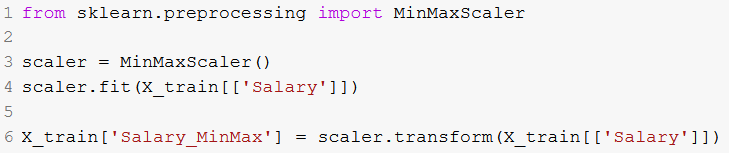 1 from sklearn.preprocessing import MinMaxScaler
2
3 scaler = MinMaxScaler()
4 scaler.fit(X_train[['Salary']])
5
6 X_train['Salary_MinMax'] = scaler.transform(X_train[['Salary']])